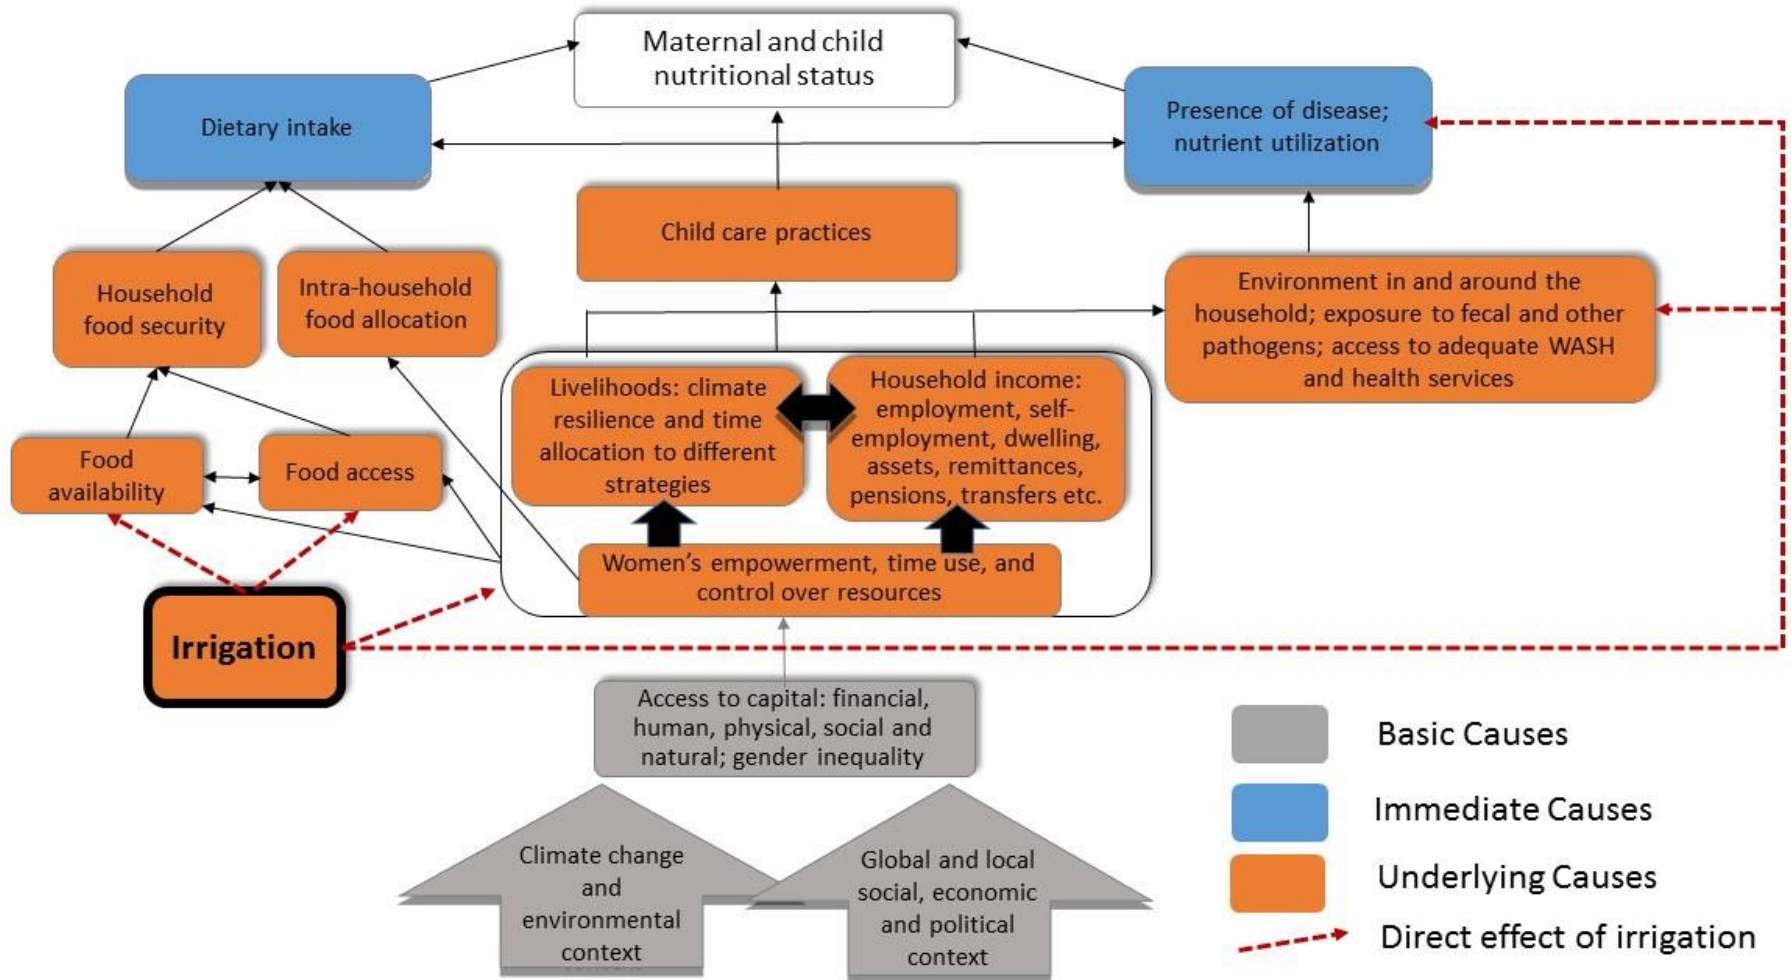 Maternal and child
nutritional status
Dietary intake
Presence of disease;
nutrient utilization
Child care practices
Household
food security
Intra-household
food allocation
Environment in and around the
household; exposure to fecal and other
pathogens; access to adequate WASH
and health services
Livelihoods: climate
resilience and time
allocation to different
strategies
Household income:
employment, self-
employment, dwelling,
assets, remittances,
pensions, transfers etc.
Food
availability
Food access
Women's empowerment, time use, and
control over resources
Irrigation
Access to capital: financial,
human, physical, social and
natural; gender inequality
Climate change
and
environmental
context
Global and local
social, economic
and political
context
Basic Causes
Immediate Causes
Underlying Causes
Direct effect of irrigation